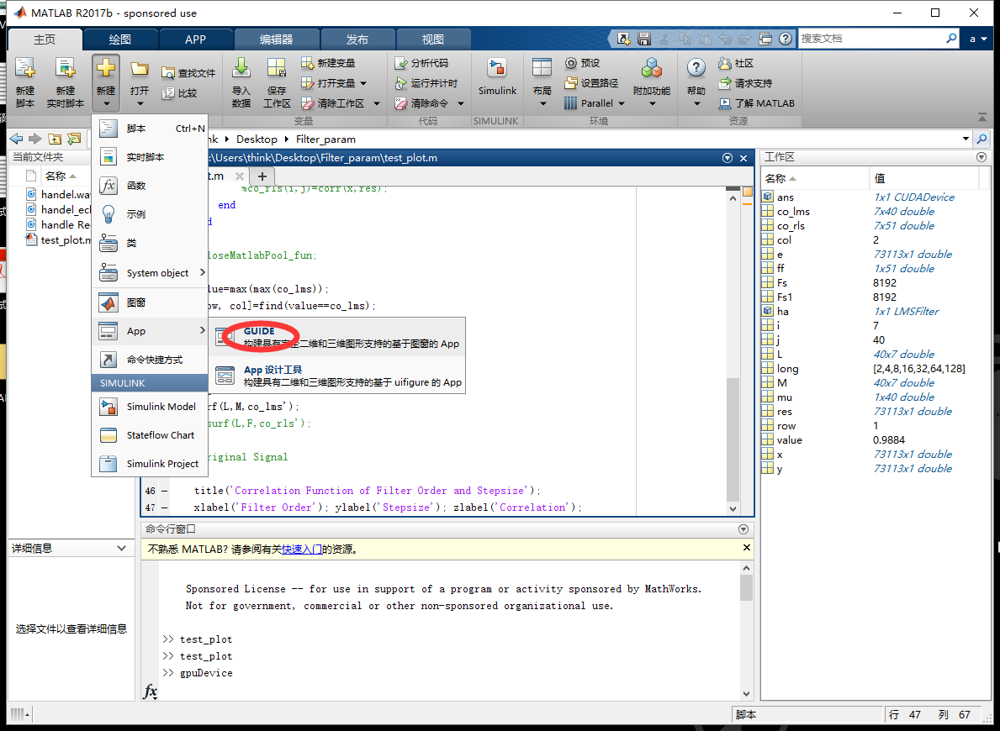 MATLAB R2017b - sponsored use
主页 绘图 APP 编辑器 发布 视图
搜索文档
a
新建脚本
新建实时脚本
新建
打开
查找文件
比较
导入数据
保存工作区
新建变量
打开变量
清除工作区
变量
分析代码
运行并计时
清除命令
代码
Simulink
SIMULINK
布局
预设
设置路径
Parallel
环境
附加功能
帮助
社区
请求支持
了解 MATLAB
资源
nk Desktop Filter_param
当前文件夹
名称
handel.wa
handel_ecl
handle Re
test_plot.m
脚本 Ctrl+N
实时脚本
函数
示例
类
System object
图窗
App
命令快捷方式
SIMULINK
Simulink Model
Stateflow Chart
Simulink Project
GUIDE
的基于图窗的 App
App 设计工具
构建具有二维和三维图形支持的基于 uifigure 的 App
:\Users\think\Desktop\Filter_param\test_plot.m
t.m
%co_rls(i,j)=corr(x,res);
end
d
loseMatlabPool_fun;
lue=max(max(co_lms));
ow, col]=find(value==co_lms);
rf(L,M,co_lms');
surf(L,F,co_rls');
riginal Signal
46 – title('Correlation Function of Filter Order and Stepsize');
47 – xlabel('Filter Order'); ylabel('Stepsize'); zlabel('Correlation');
工作区
名称 值
ans 1x1 CUDADevice
co_lms 7x40 double
co_rls 7x51 double
col 2
e 73113x1 double
ff 1x51 double
Fs 8192
Fs1 8192
ha 1x1 LMSFilter
i 7
j 40
L 40x7 double
long [2,4,8,16,32,64,128]
M 40x7 double
mu 1x40 double
res 73113x1 double
row 1
value 0.9884
x 73113x1 double
y 73113x1 double
详细信息
选择文件以查看详细信息
命令行窗口
不熟悉 MATLAB? 请参阅有关快速入门的资源。
Sponsored License -- for use in support of a program or activity sponsored by MathWorks.
Not for government, commercial or other non-sponsored organizational use.
>> test_plot
>> test_plot
>> gpuDevice
fx
脚本 行 47 列 67